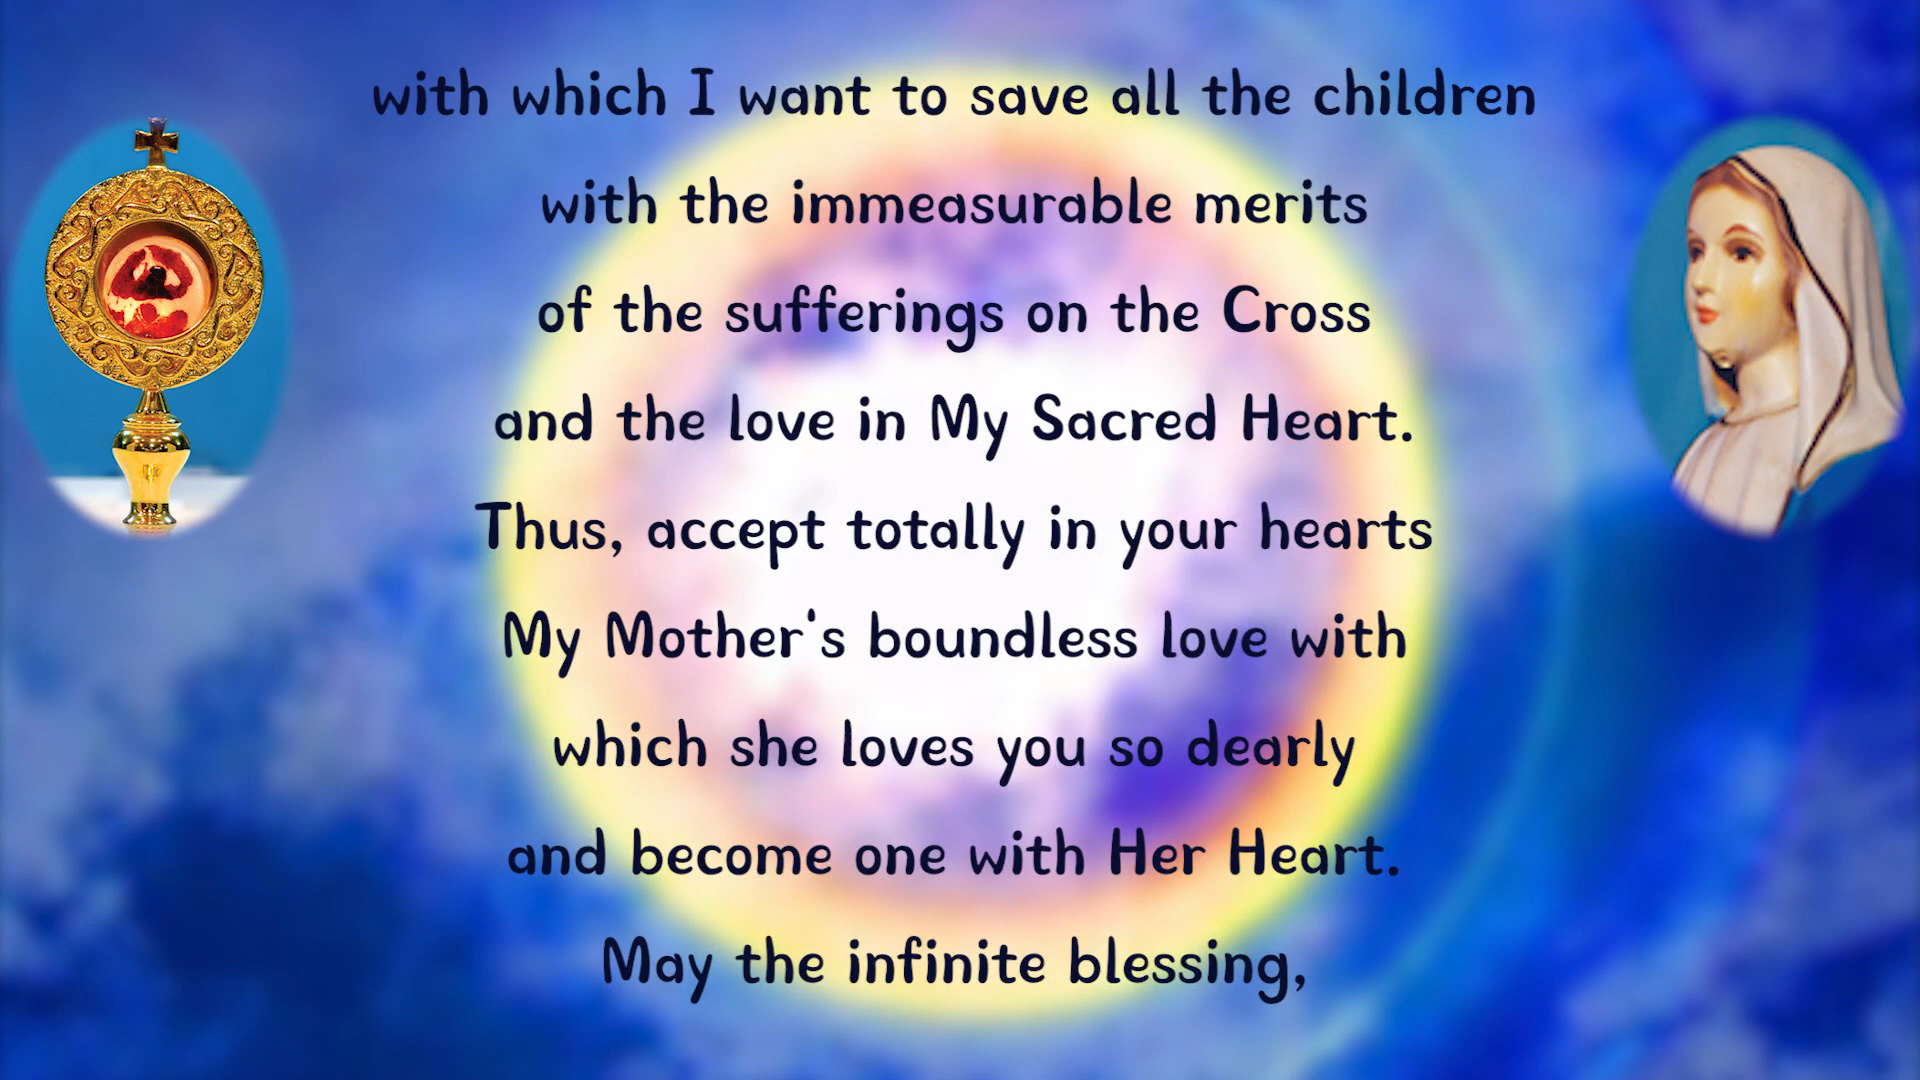 with which I want to save all the children
with the immeasurable merits
of the sufferings on the Cross
and the love in My Sacred Heart.
Thus, accept totally in your hearts
My Mother's boundless love with
which she loves you so dearly
and become one with Her Heart.
May the infinite blessing,